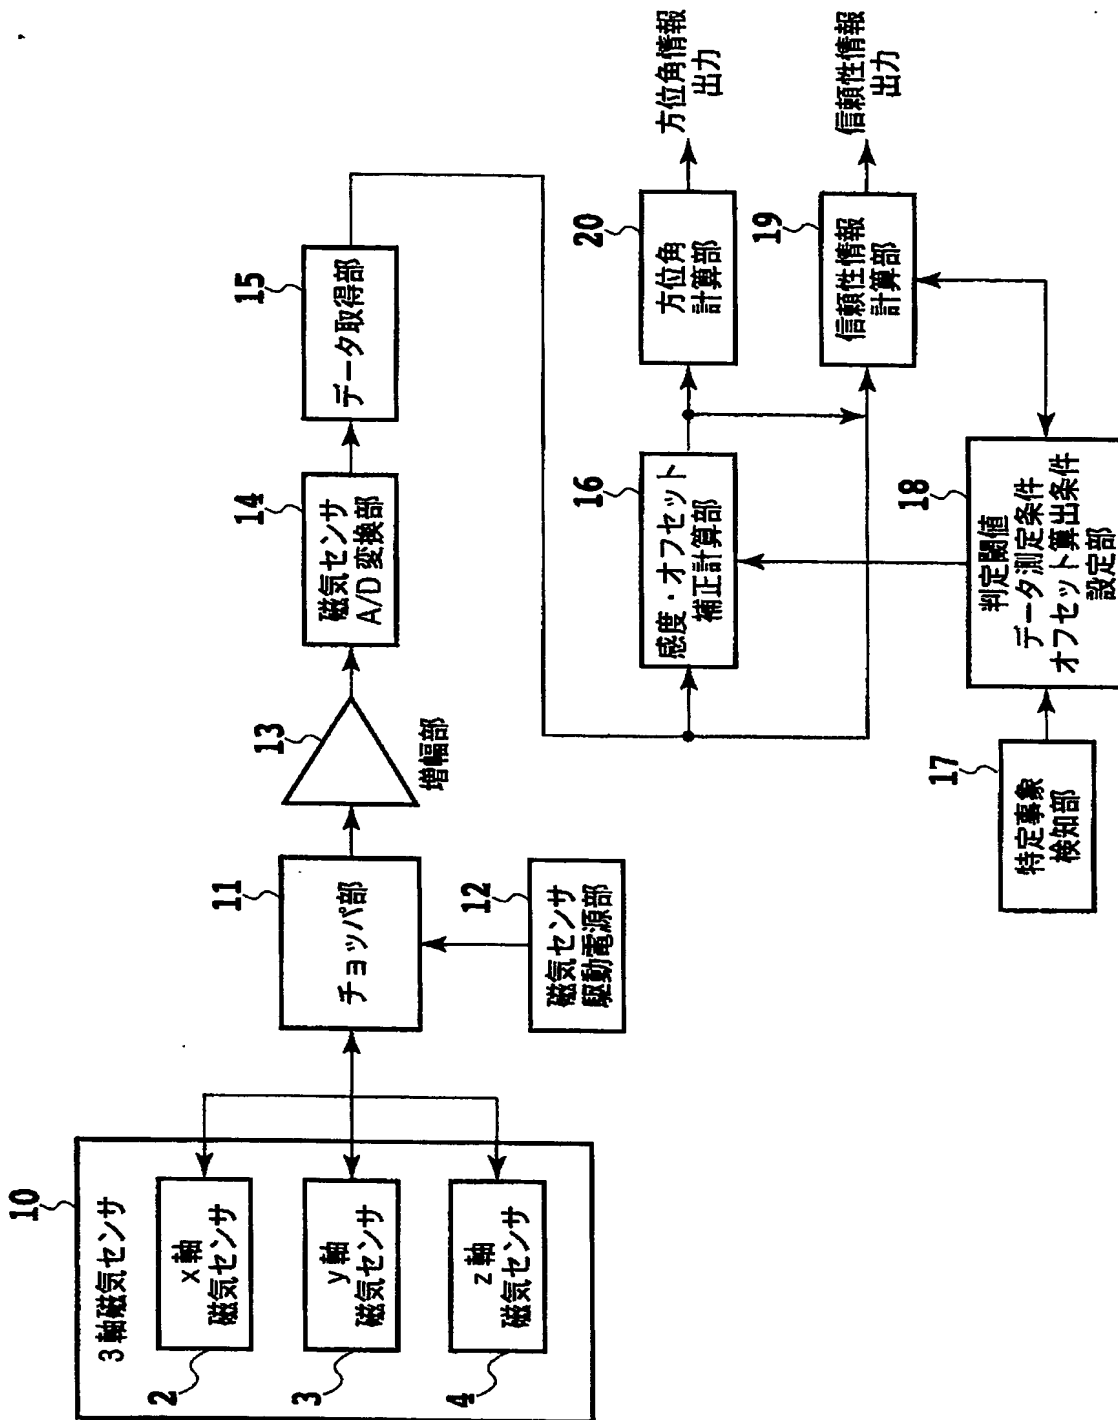 10
3軸磁気センサ
x軸
磁気センサ
2
y軸
磁気センサ
3
z軸
磁気センサ
4
11
チョッパ部
12
磁気センサ
駆動電源部
13
増幅部
14
磁気センサ
A/D変換部
15
データ取得部
16
感度・オフセット
補正計算部
20
方位角
計算部
方位角情報
出力
19
信頼性情報
計算部
信頼性情報
出力
17
特定事象
検知部
18
判定閾値
データ測定条件
オフセット算出条件
設定部